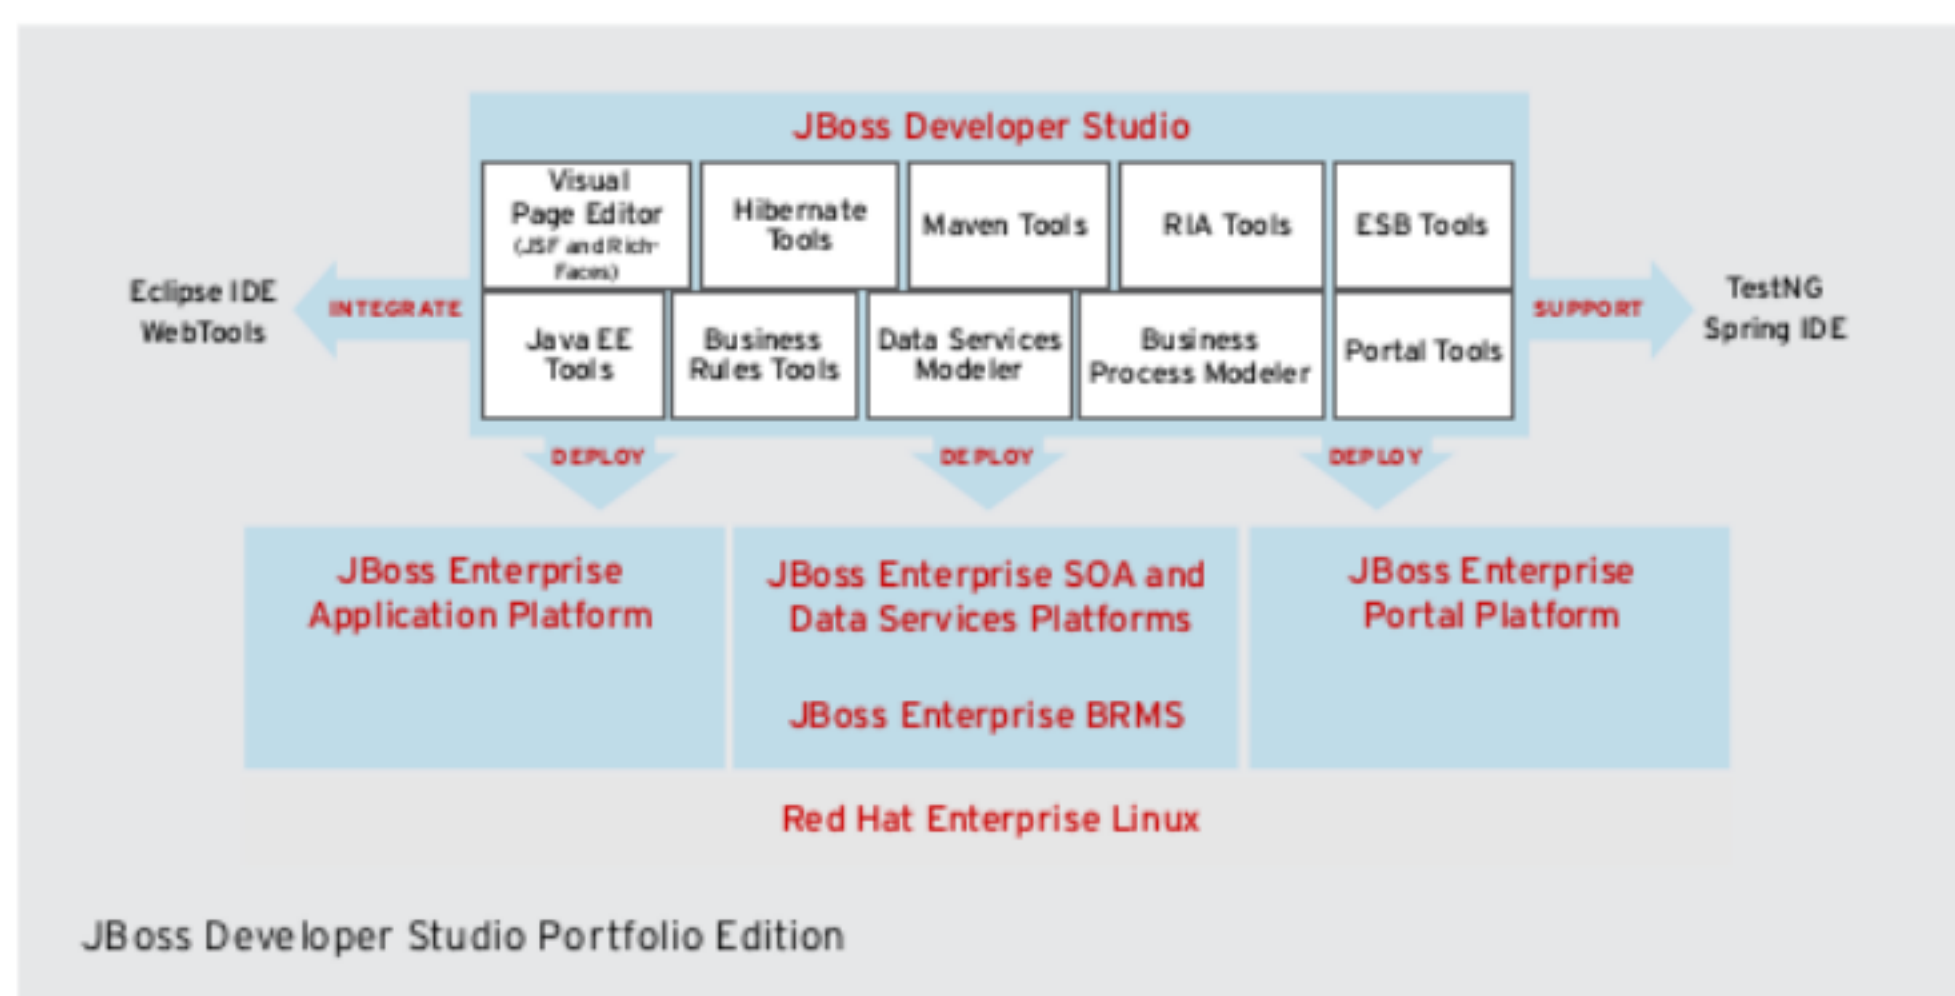 JBoss Developer Studio
Visual
Page Editor
(JSF and Rich-
Faces)
Hibernate
Tools
Maven Tools
RIA Tools
ESB Tools
Java EE
Tools
Business
Rules Tools
Data Services
Modeler
Business
Process Modeler
Portal Tools
Eclipse IDE
WebTools
INTEGRATE
SUPPORT
TestNG
Spring IDE
DEPLOY
DEPLOY
DEPLOY
JBoss Enterprise
Application Platform
JBoss Enterprise SOA and
Data Services Platforms
JBoss Enterprise BRMS
JBoss Enterprise
Portal Platform
Red Hat Enterprise Linux
JBoss Developer Studio Portfolio Edition